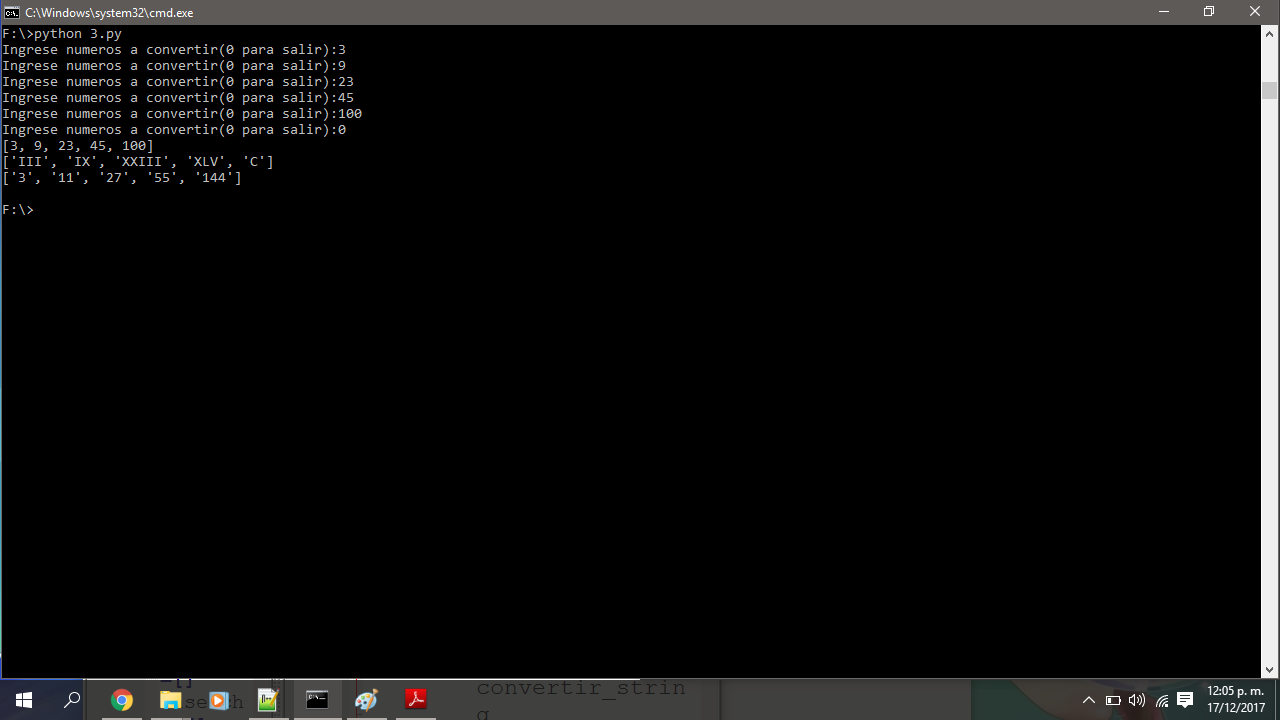 C:\Windows\system32\cmd.exe
F:\>python 3.py
Ingrese numeros a convertir(0 para salir):3
Ingrese numeros a convertir(0 para salir):9
Ingrese numeros a convertir(0 para salir):23
Ingrese numeros a convertir(0 para salir):45
Ingrese numeros a convertir(0 para salir):100
Ingrese numeros a convertir(0 para salir):0
[3, 9, 23, 45, 100]
['III', 'IX', 'XXIII', 'XLV', 'C']
['3', '11', '27', '55', '144']
F:\>
convertir_strin
g
12:05 p. m.
17/12/2017